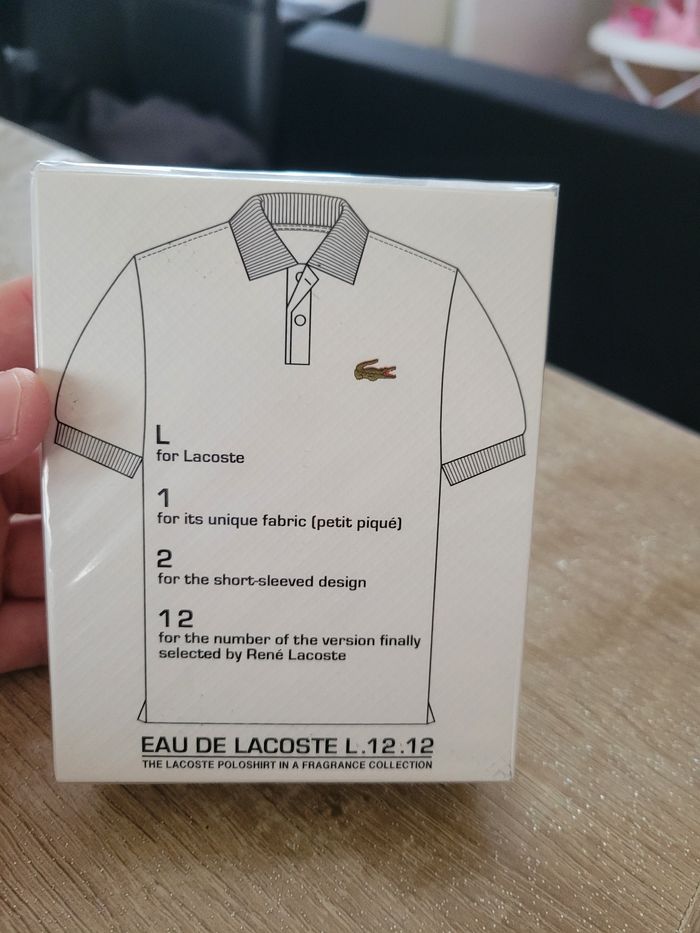 L
for Lacoste
1
for its unique fabric (petit piqué)
2
for the short-sleeved design
12
for the number of the version finally
selected by René Lacoste
EAU DE LACOSTE L.12.12
THE LACOSTE POLOSHIRT IN A FRAGRANCE COLLECTION